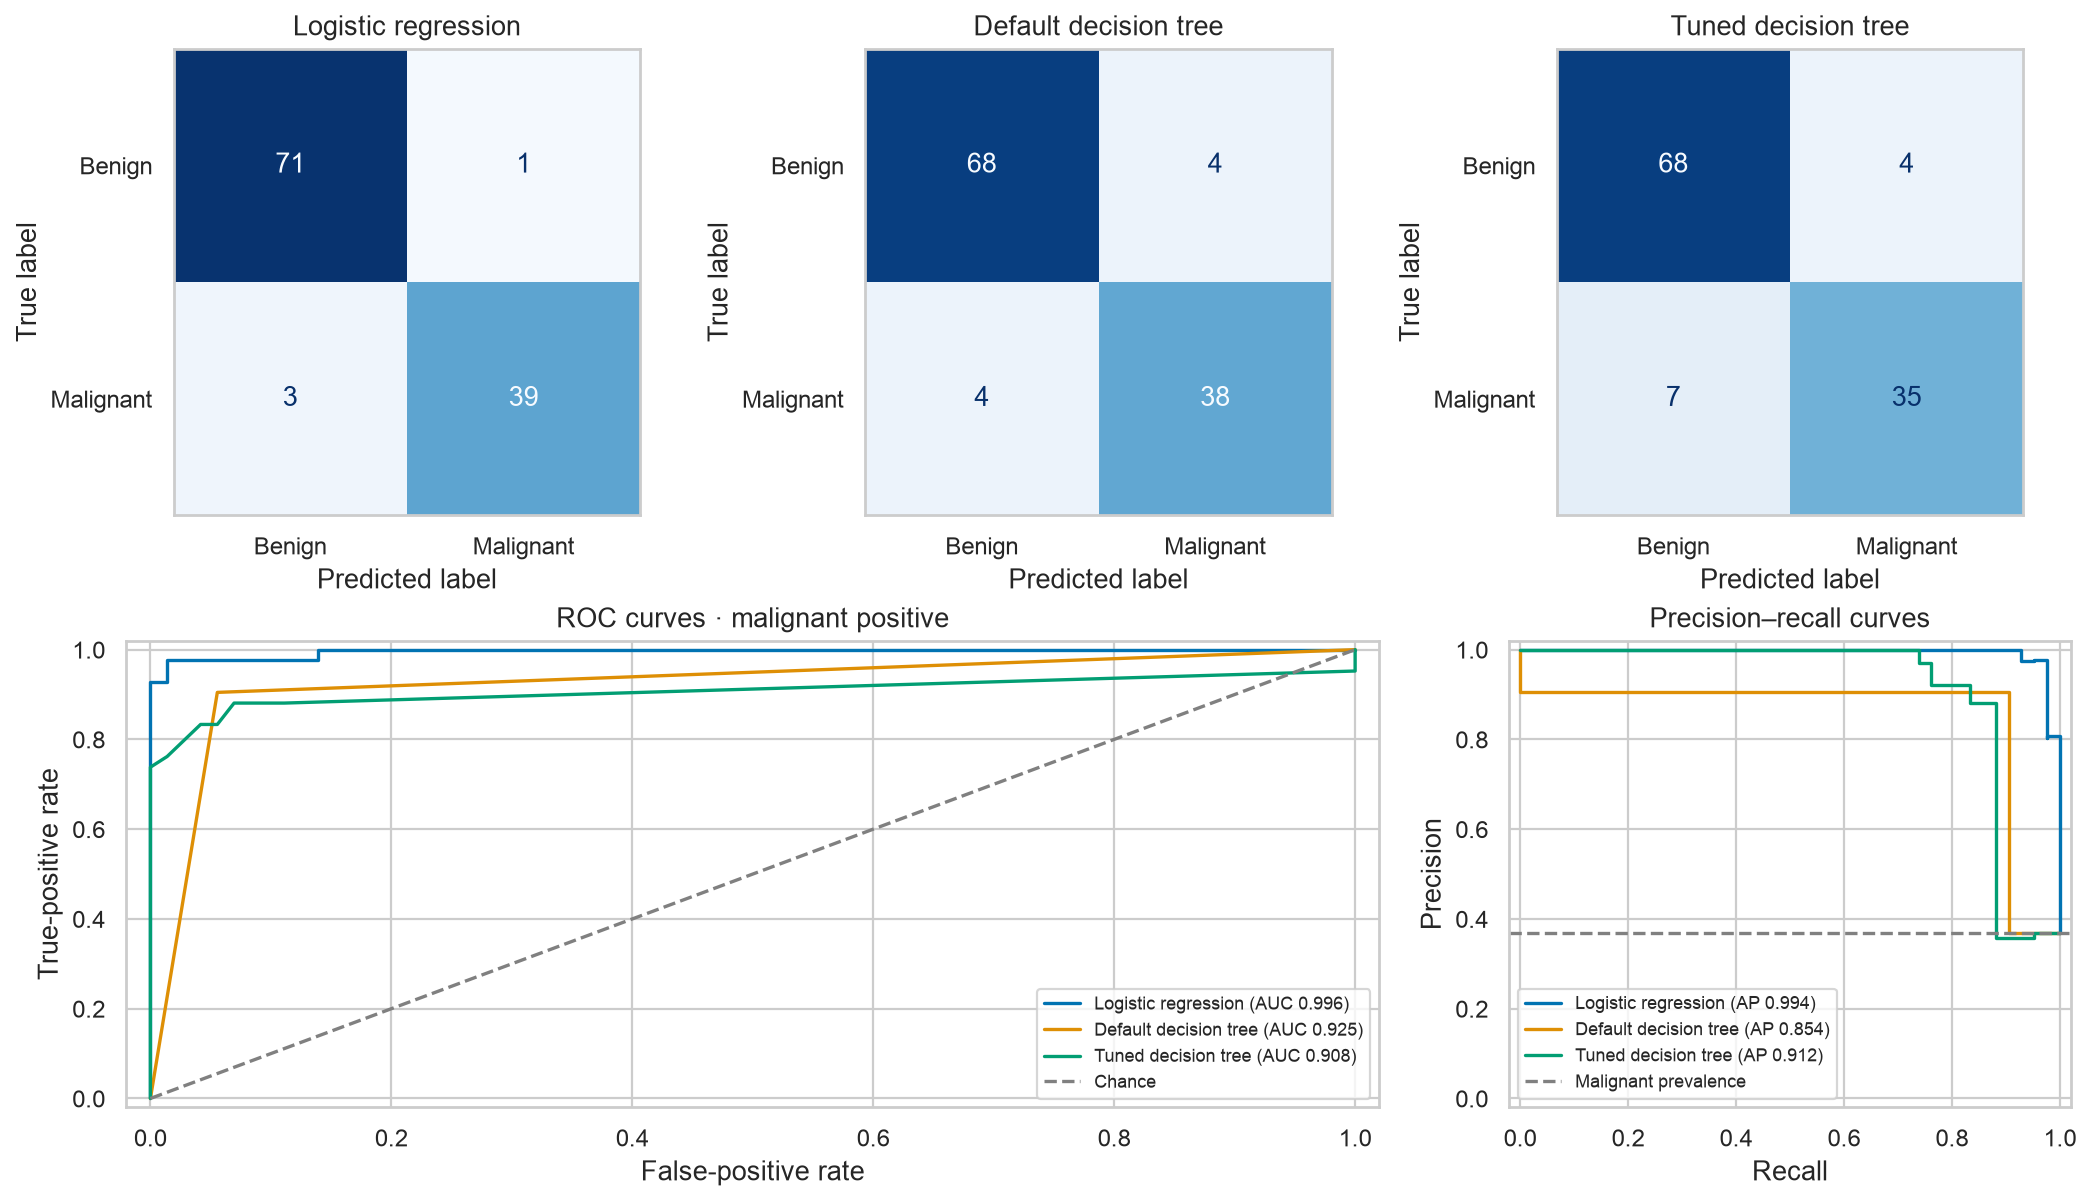 Logistic regression
True label
Benign
Malignant
71
1
3
39
Benign
Malignant
Predicted label
Default decision tree
True label
Benign
Malignant
68
4
4
38
Benign
Malignant
Predicted label
Tuned decision tree
True label
Benign
Malignant
68
4
7
35
Benign
Malignant
Predicted label
ROC curves · malignant positive
True-positive rate
1.0
0.8
0.6
0.4
0.2
0.0
Logistic regression (AUC 0.996)
Default decision tree (AUC 0.925)
Tuned decision tree (AUC 0.908)
Chance
0.0
0.2
0.4
0.6
0.8
1.0
False-positive rate
Precision–recall curves
Precision
1.0
0.8
0.6
0.4
0.2
0.0
Logistic regression (AP 0.994)
Default decision tree (AP 0.854)
Tuned decision tree (AP 0.912)
Malignant prevalence
0.0
0.2
0.4
0.6
0.8
1.0
Recall